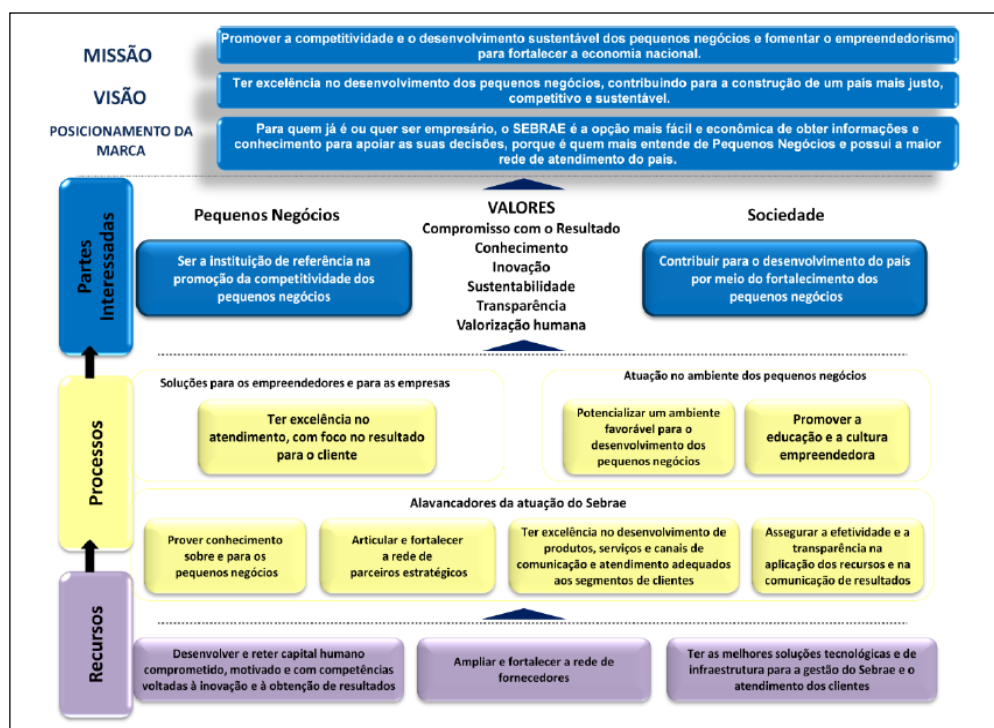 MISSÃO
Promover a competitividade e o desenvolvimento sustentável dos pequenos negócios e fomentar o empreendedorismo
para fortalecer a economia nacional.
VISÃO
Ter excelência no desenvolvimento dos pequenos negócios, contribuindo para a construção de um país mais justo,
competitivo e sustentável.
POSICIONAMENTO DA
MARCA
Para quem já é ou quer ser empresário, o SEBRAE é a opção mais fácil e econômica de obter informações e
conhecimento para apoiar as suas decisões, porque é quem mais entende de Pequenos Negócios e possui a maior
rede de atendimento do país.
Partes
Interessadas
Pequenos Negócios
Ser a instituição de referência na
promoção da competitividade dos
pequenos negócios
VALORES
Compromisso com o Resultado
Conhecimento
Inovação
Sustentabilidade
Transparência
Valorização humana
Sociedade
Contribuir para o desenvolvimento do país
por meio do fortalecimento dos
pequenos negócios
Processos
Soluções para os empreendedores e para as empresas
Ter excelência no
atendimento, com foco no resultado
para o cliente
Atuação no ambiente dos pequenos negócios
Potencializar um ambiente
favorável para o
desenvolvimento dos
pequenos negócios
Promover a
educação e a cultura
empreendedora
Alavancadores da atuação do Sebrae
Prover conhecimento
sobre e para os
pequenos negócios
Articular e fortalecer
a rede de
parceiros estratégicos
Ter excelência no desenvolvimento de
produtos, serviços e canais de
comunicação e atendimento adequados
aos segmentos de clientes
Assegurar a efetividade e a
transparência na
aplicação dos recursos e na
comunicação de resultados
Recursos
Desenvolver e reter capital humano
comprometido, motivado e com competências
voltadas à inovação e à obtenção de resultados
Ampliar e fortalecer a rede de
fornecedores
Ter as melhores soluções tecnológicas e de
infraestrutura para a gestão do Sebrae e o
atendimento dos clientes